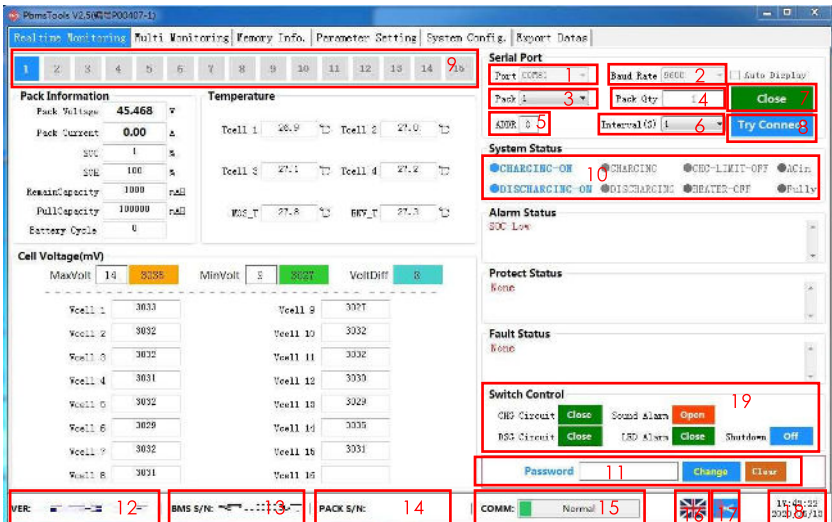 PbmsTools V2.5(编号P00407-1)
Realtime Monitoring Multi Monitoring Memory Info. Parameter Setting System Config. Export Datas
1 2 3 4 5 6 7 8 9 10 11 12 13 14 15 9
Pack Information
Pack Voltage 45.468 V
Pack Current 0.00 A
SOC 1 %
SOH 100 %
RemainCapacity 1000 mAH
FullCapacity 100000 mAH
Battery Cycle 0
Temperature
Tcell 1 26.9 ℃ Tcell 2 27.0 ℃
Tcell 3 27.1 ℃ Tcell 4 27.2 ℃
MOS_T 27.8 ℃ ENV_T 27.3 ℃
Cell Voltage(mV)
MaxVolt 14 3035 MinVolt 9 3027 VoltDiff 8
Vcell 1 3033 Vcell 9 3027
Vcell 2 3032 Vcell 10 3032
Vcell 3 3032 Vcell 11 3032
Vcell 4 3031 Vcell 12 3030
Vcell 5 3032 Vcell 13 3029
Vcell 6 3029 Vcell 14 3035
Vcell 7 3032 Vcell 15 3031
Vcell 8 3031 Vcell 16
Serial Port
Port COM81 1 Baud Rate 9600 2 Auto Display
Pack 1 3 Pack Qty 1 4 Close 7
ADDR 5 Interval(S) 1 6 Try Connect 8
System Status
CHARGING-ON CHARGING CHG-LIMIT-OFF ACin
10
DISCHARGING-ON DISCHARGING HEATER-OFF Fully
Alarm Status
SOC Low
Protect Status
None
Fault Status
None
Switch Control
19
CHG Circuit Close Sound Alarm Open
DSG Circuit Close LED Alarm Close Shutdown Off
Password 11 Change Clear
VER: 12 BMS S/N: 13 PACK S/N: 14 COMM: Normal 15 16 17 18